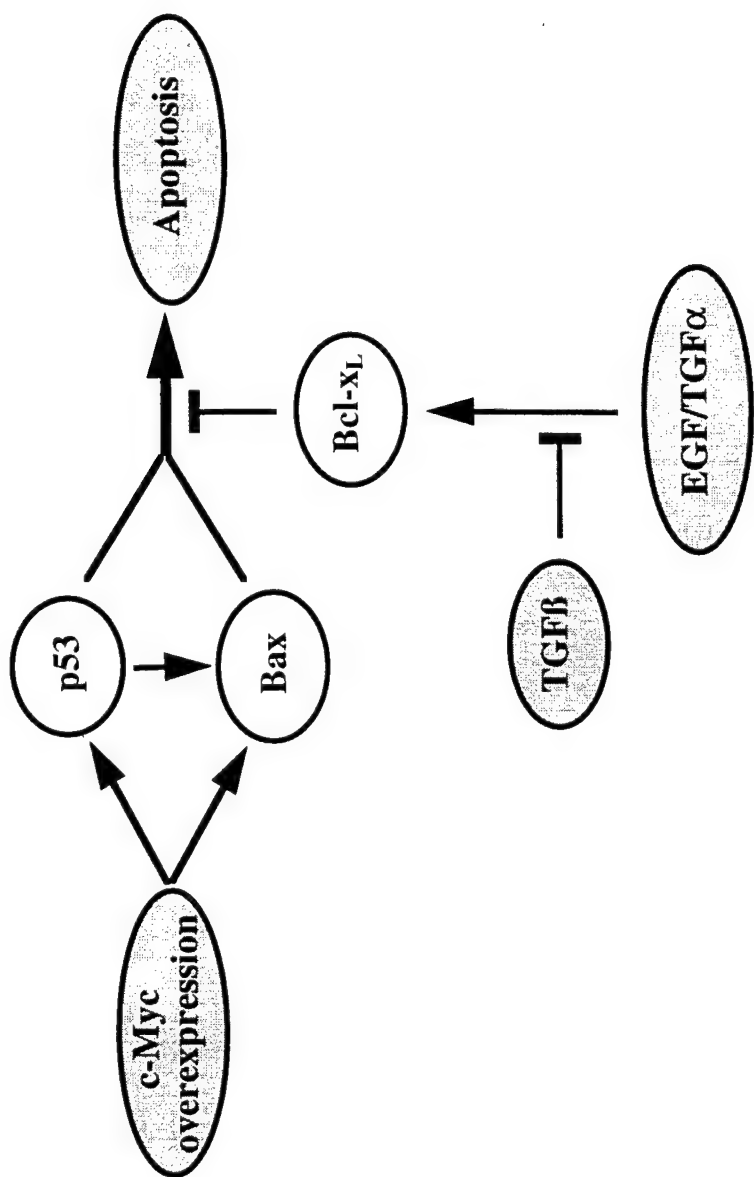 c-Myc
overexpression
p53
Bax
Apoptosis
Bcl-xL
TGFß
EGF/TGFα